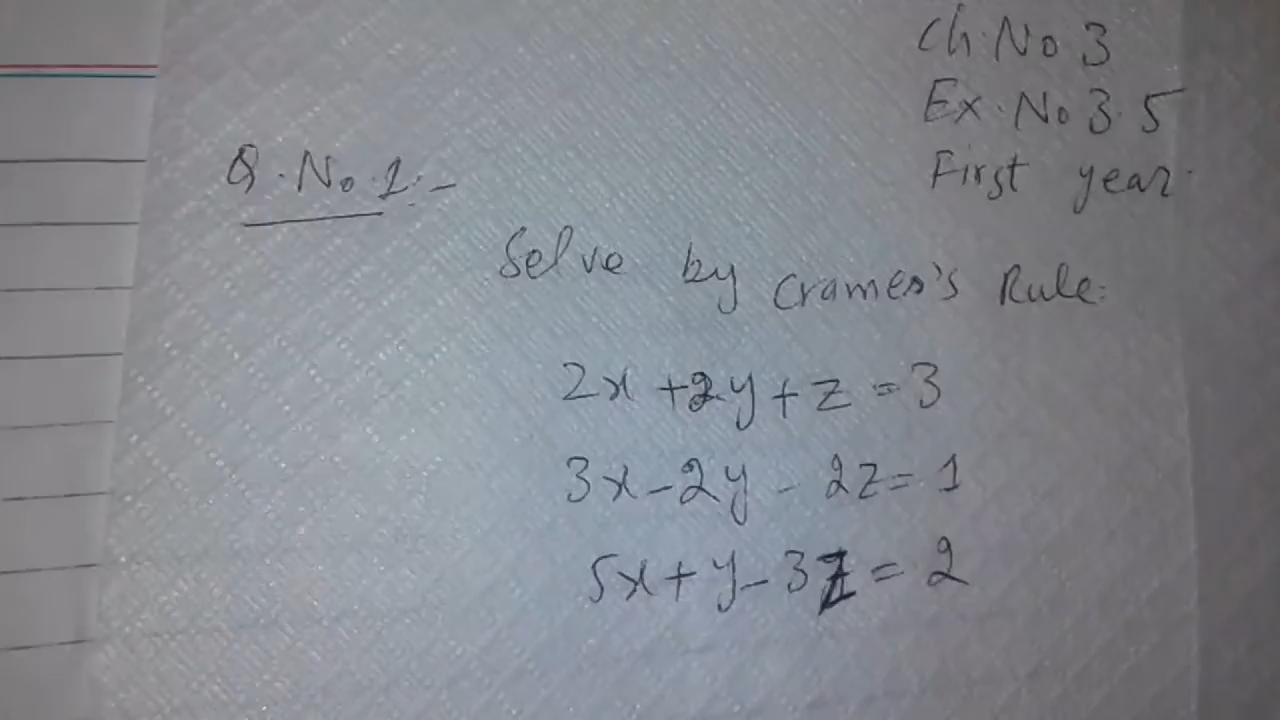 Ch. No 3
Ex. No 3.5
First year.
Q. No. 1:-
Solve by Cramer's Rule:
2x + 2y + z = 3
3x - 2y - 2z = 1
5x + y - 3z = 2